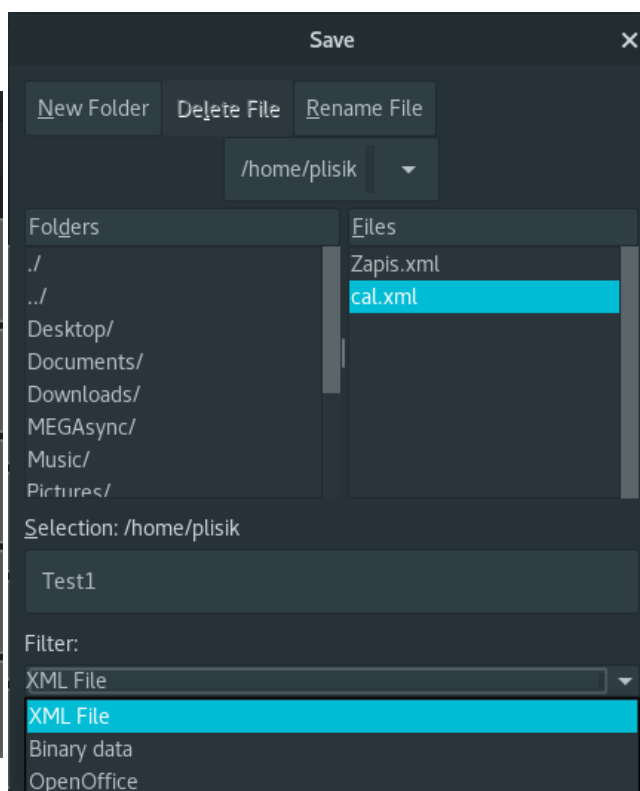 Save
New Folder Delete File Rename File
/home/plisik
Folders Files
./ Zapis.xml
../ cal.xml
Desktop/
Documents/
Downloads/
MEGAsync/
Music/
Pictures/
Selection: /home/plisik
Test1
Filter:
XML File
XML File
Binary data
OpenOffice